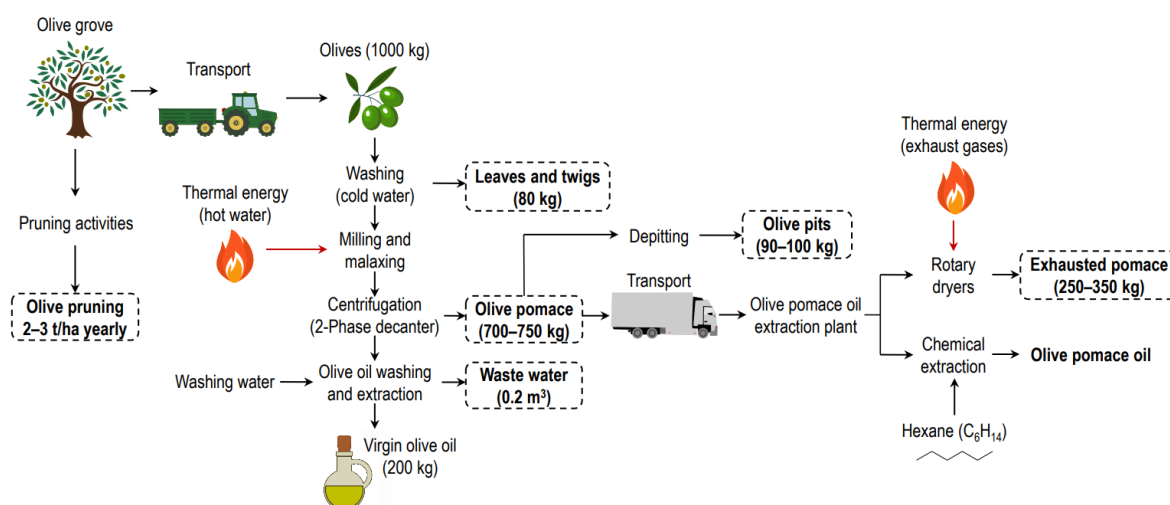 Olive grove
Transport
Olives (1000 kg)
Pruning activities
Olive pruning
2–3 t/ha yearly
Washing
(cold water)
Leaves and twigs
(80 kg)
Thermal energy
(hot water)
Milling and
malaxing
Centrifugation
(2-Phase decanter)
Olive pomace
(700–750 kg)
Depitting
Olive pits
(90–100 kg)
Transport
Olive pomace oil
extraction plant
Thermal energy
(exhaust gases)
Rotary
dryers
Exhausted pomace
(250–350 kg)
Chemical
extraction
Olive pomace oil
Hexane (C₆H₁₄)
Washing water
Olive oil washing
and extraction
Waste water
(0.2 m³)
Virgin olive oil
(200 kg)